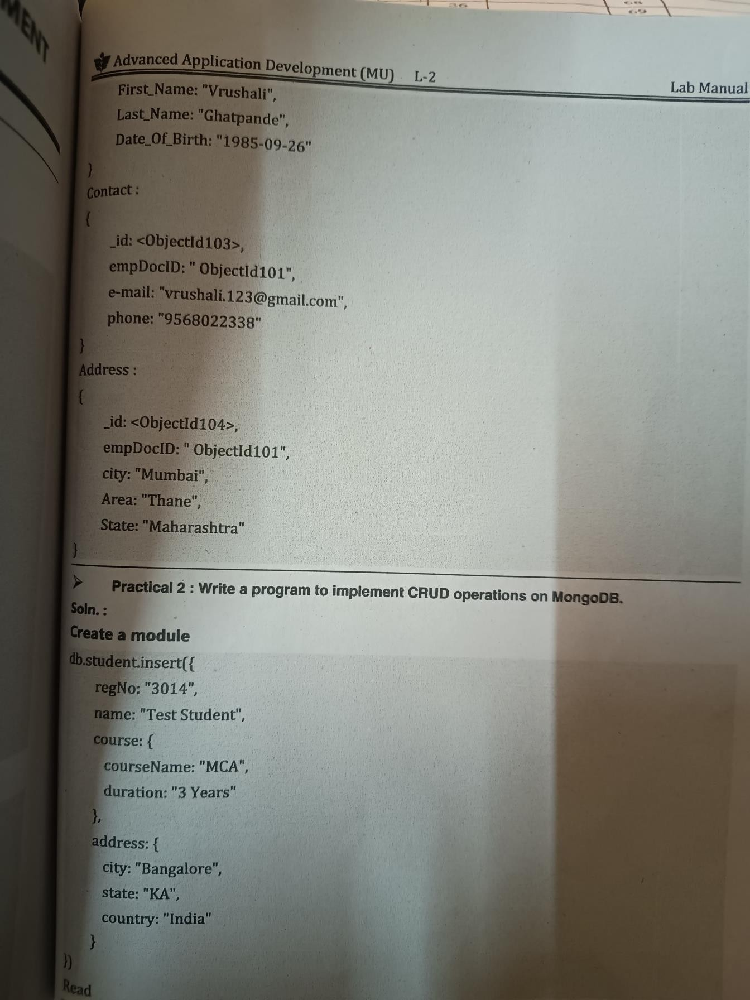 36
68
69
MENT
Advanced Application Development (MU) L-2 Lab Manual
First_Name: "Vrushali",
Last_Name: "Ghatpande",
Date_Of_Birth: "1985-09-26"
}
Contact :
{
_id: <ObjectId103>,
empDocID: " ObjectId101",
e-mail: "vrushali.123@gmail.com",
phone: "9568022338"
}
Address :
{
_id: <ObjectId104>,
empDocID: " ObjectId101",
city: "Mumbai",
Area: "Thane",
State: "Maharashtra"
}
➢ Practical 2 : Write a program to implement CRUD operations on MongoDB.
Soln. :
Create a module
db.student.insert({
regNo: "3014",
name: "Test Student",
course: {
courseName: "MCA",
duration: "3 Years"
},
address: {
city: "Bangalore",
state: "KA",
country: "India"
}
})
Read